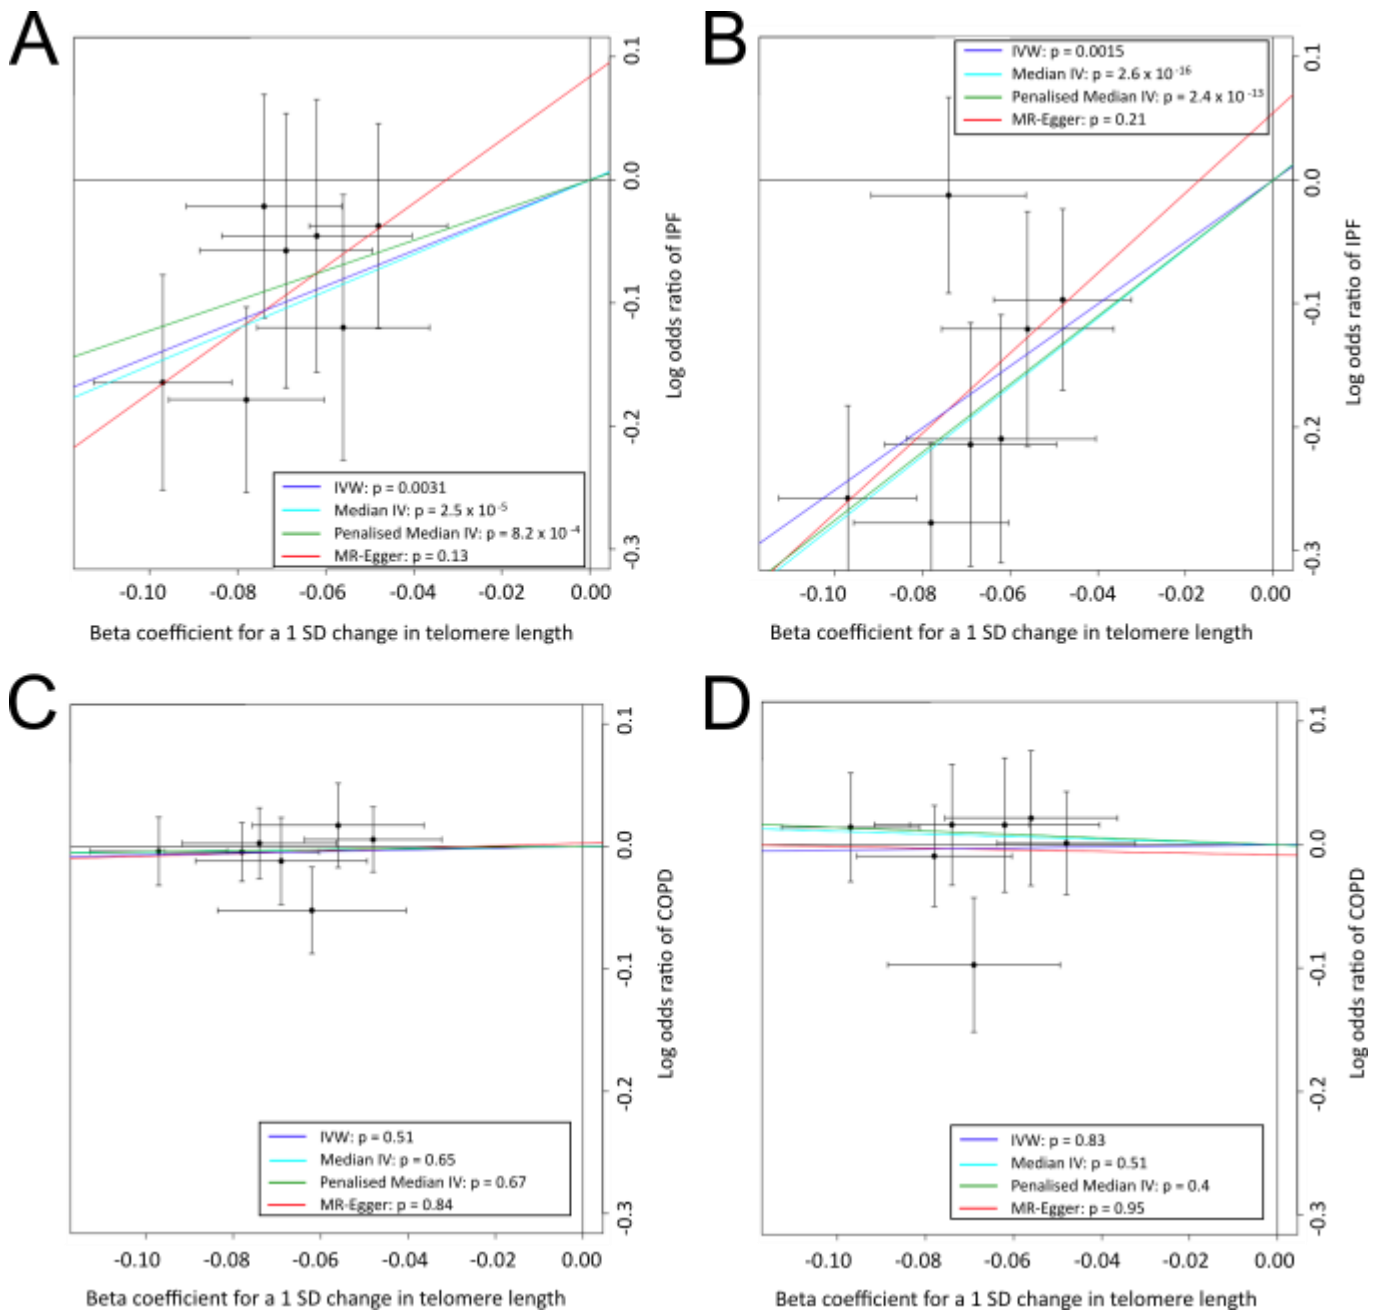 A
0.1
0.0
-0.1
-0.2
-0.3
Log odds ratio of IPF
IVW: p = 0.0031
Median IV: p = 2.5 x 10 -5
Penalised Median IV: p = 8.2 x 10 -4
MR-Egger: p = 0.13
-0.10 -0.08 -0.06 -0.04 -0.02 0.00
Beta coefficient for a 1 SD change in telomere length
B
IVW: p = 0.0015
Median IV: p = 2.6 x 10 -16
Penalised Median IV: p = 2.4 x 10 -13
MR-Egger: p = 0.21
0.1
0.0
-0.1
-0.2
-0.3
Log odds ratio of IPF
-0.10 -0.08 -0.06 -0.04 -0.02 0.00
Beta coefficient for a 1 SD change in telomere length
C
0.1
0.0
-0.1
-0.2
-0.3
Log odds ratio of COPD
IVW: p = 0.51
Median IV: p = 0.65
Penalised Median IV: p = 0.67
MR-Egger: p = 0.84
-0.10 -0.08 -0.06 -0.04 -0.02 0.00
Beta coefficient for a 1 SD change in telomere length
D
0.1
0.0
-0.1
-0.2
-0.3
Log odds ratio of COPD
IVW: p = 0.83
Median IV: p = 0.51
Penalised Median IV: p = 0.4
MR-Egger: p = 0.95
-0.10 -0.08 -0.06 -0.04 -0.02 0.00
Beta coefficient for a 1 SD change in telomere length